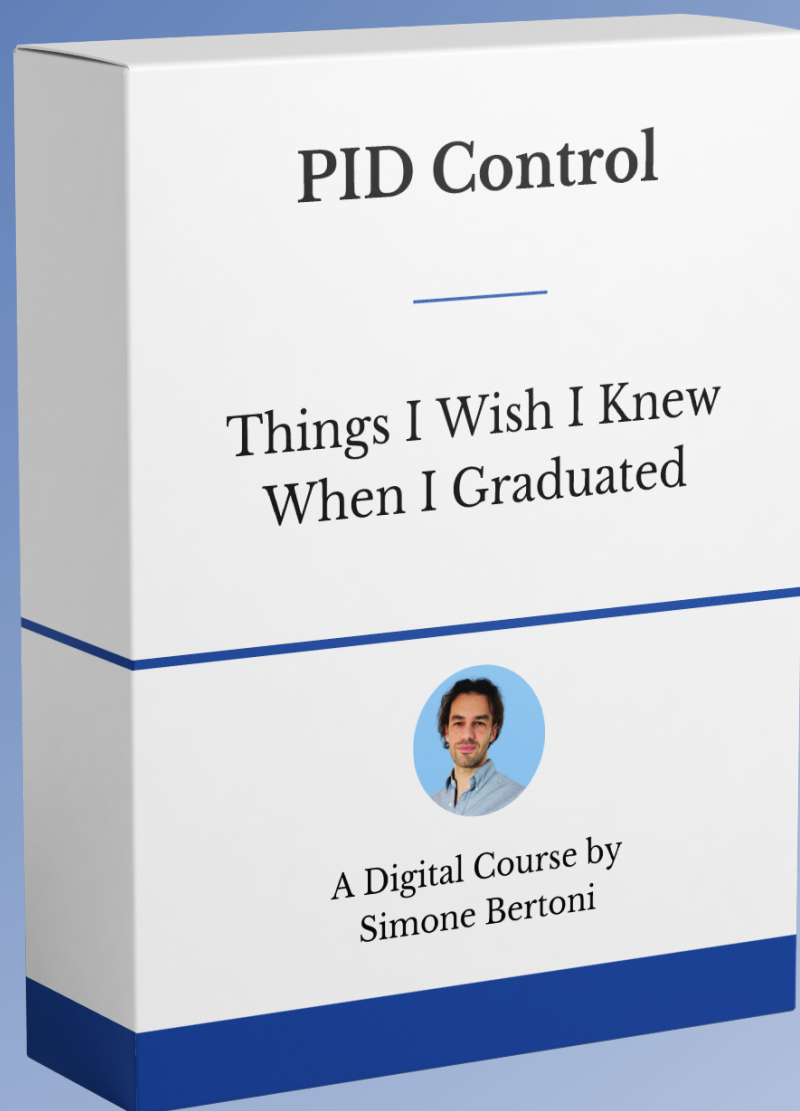 PID Control
Things I Wish I Knew
When I Graduated
A Digital Course by
Simone Bertoni